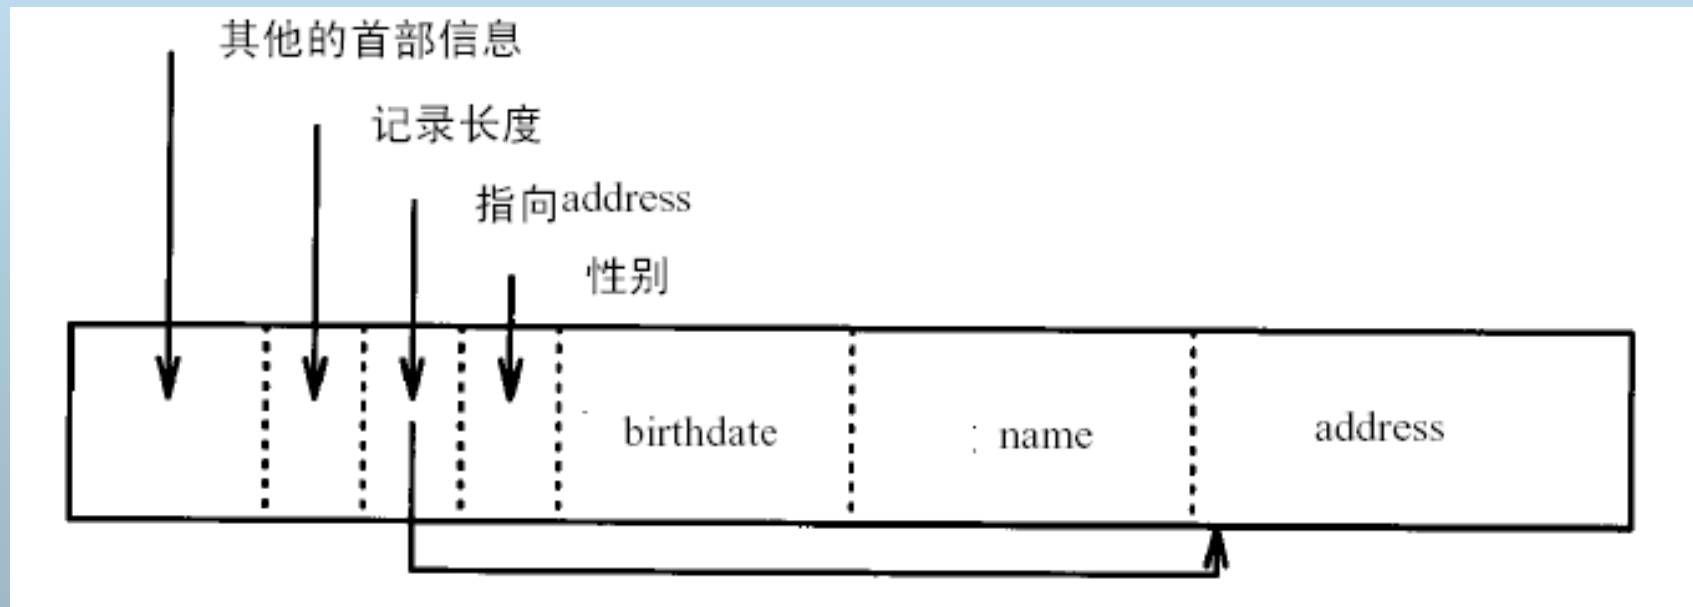 其他的首部信息
记录长度
指向address
性别
birthdate
name
address